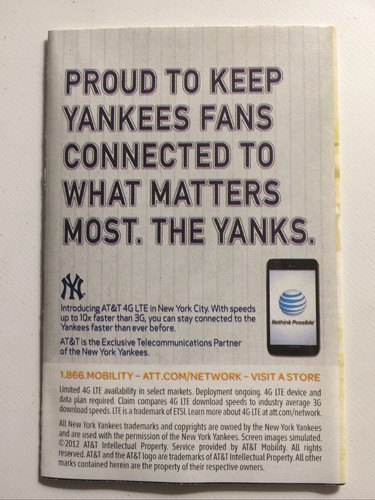 PROUD TO KEEP
YANKEES FANS
CONNECTED TO
WHAT MATTERS
MOST. THE YANKS.
NY
Introducing AT&T 4G LTE in New York City. With speeds
up to 10x faster than 3G, you can stay connected to the
Yankees faster than ever before.
AT&T is the Exclusive Telecommunications Partner
of the New York Yankees.
at&t
Rethink Possible®
1.866.MOBILITY – ATT.COM/NETWORK – VISIT A STORE
Limited 4G LTE availability in select markets. Deployment ongoing. 4G LTE device and
data plan required. Claim compares 4G LTE download speeds to industry average 3G
download speeds. LTE is a trademark of ETSI. Learn more about 4G LTE at att.com/network.
All New York Yankees trademarks and copyrights are owned by the New York Yankees
and are used with the permission of the New York Yankees. Screen images simulated.
©2012 AT&T Intellectual Property. Service provided by AT&T Mobility. All rights
reserved. AT&T and the AT&T logo are trademarks of AT&T Intellectual Property. All other
marks contained herein are the property of their respective owners.